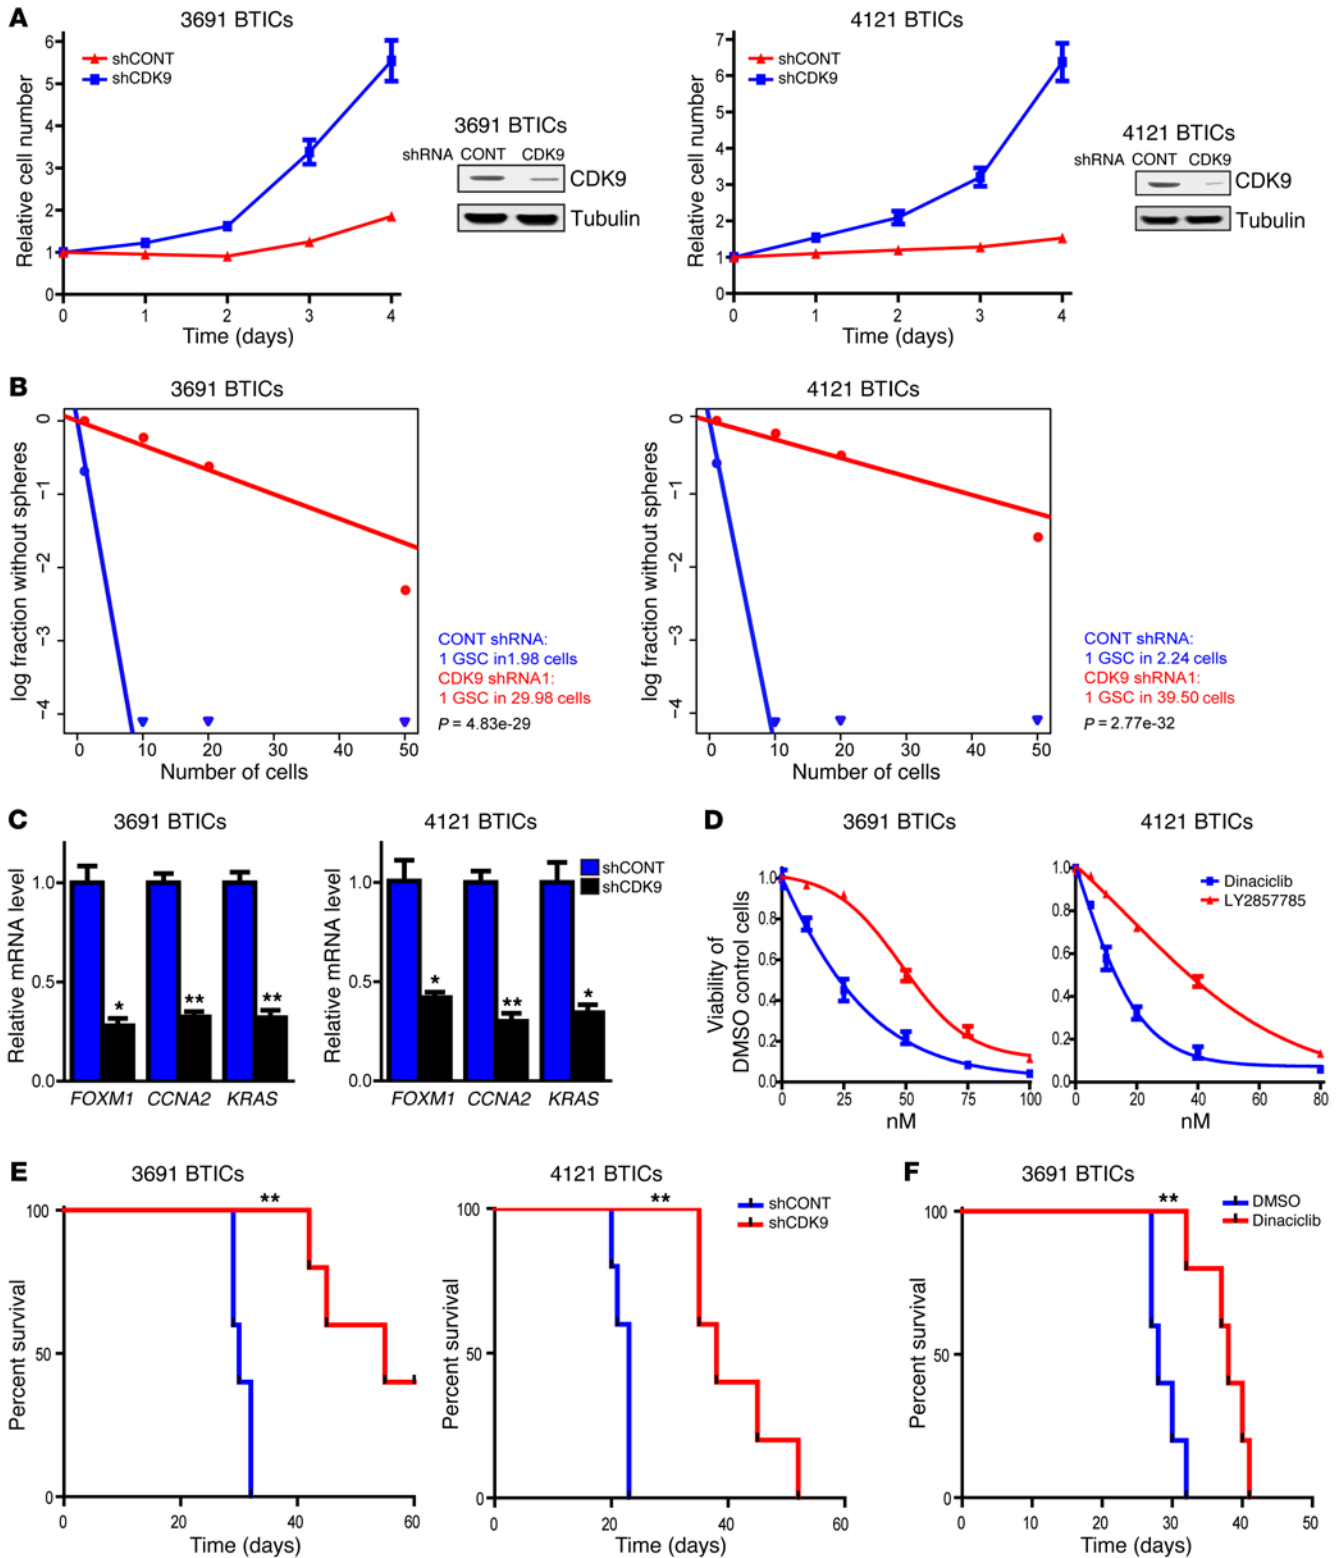 A
3691 BTICs
4121 BTICs
Relative cell number
6
5
4
3
2
1
0
shCONT
shCDK9
0 1 2 3 4
Time (days)
3691 BTICs
shRNA CONT CDK9
CDK9
Tubulin
Relative cell number
7
6
5
4
3
2
1
0
shCONT
shCDK9
0 1 2 3 4
Time (days)
4121 BTICs
shRNA CONT CDK9
CDK9
Tubulin
B
3691 BTICs
log fraction without spheres
0
−1
−2
−3
−4
0 10 20 30 40 50
Number of cells
CONT shRNA:
1 GSC in1.98 cells
CDK9 shRNA1:
1 GSC in 29.98 cells
P = 4.83e-29
4121 BTICs
log fraction without spheres
0
−1
−2
−3
−4
0 10 20 30 40 50
Number of cells
CONT shRNA:
1 GSC in 2.24 cells
CDK9 shRNA1:
1 GSC in 39.50 cells
P = 2.77e-32
C
3691 BTICs
Relative mRNA level
1.0
0.5
0.0
*
**
**
FOXM1 CCNA2 KRAS
4121 BTICs
Relative mRNA level
1.0
0.5
0.0
*
**
*
FOXM1 CCNA2 KRAS
shCONT
shCDK9
D
3691 BTICs
Viability of
DMSO control cells
1.0
0.8
0.6
0.4
0.2
0.0
0 25 50 75 100
nM
4121 BTICs
1.0
0.8
0.6
0.4
0.2
0.0
0 20 40 60 80
nM
Dinaciclib
LY2857785
E
3691 BTICs
**
Percent survival
100
50
0
0 20 40 60
Time (days)
4121 BTICs
**
Percent survival
100
50
0
0 20 40 60
Time (days)
shCONT
shCDK9
F
3691 BTICs
**
Percent survival
100
50
0
0 10 20 30 40 50
Time (days)
DMSO
Dinaciclib